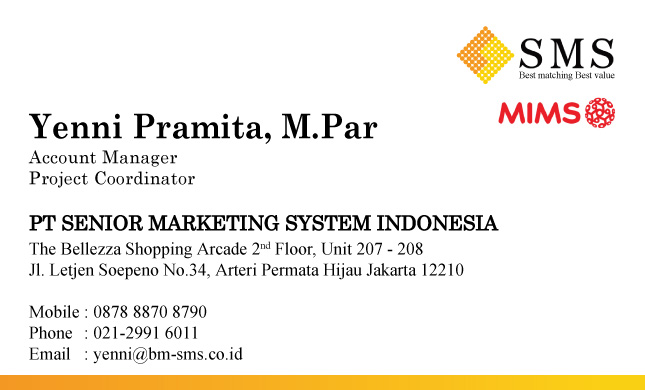 SMS
Best matching Best value
MIMS
Yenni Pramita, M.Par
Account Manager
Project Coordinator
PT SENIOR MARKETING SYSTEM INDONESIA
The Bellezza Shopping Arcade 2nd Floor, Unit 207 - 208
Jl. Letjen Soepeno No.34, Arteri Permata Hijau Jakarta 12210
Mobile : 0878 8870 8790
Phone : 021-2991 6011
Email : yenni@bm-sms.co.id